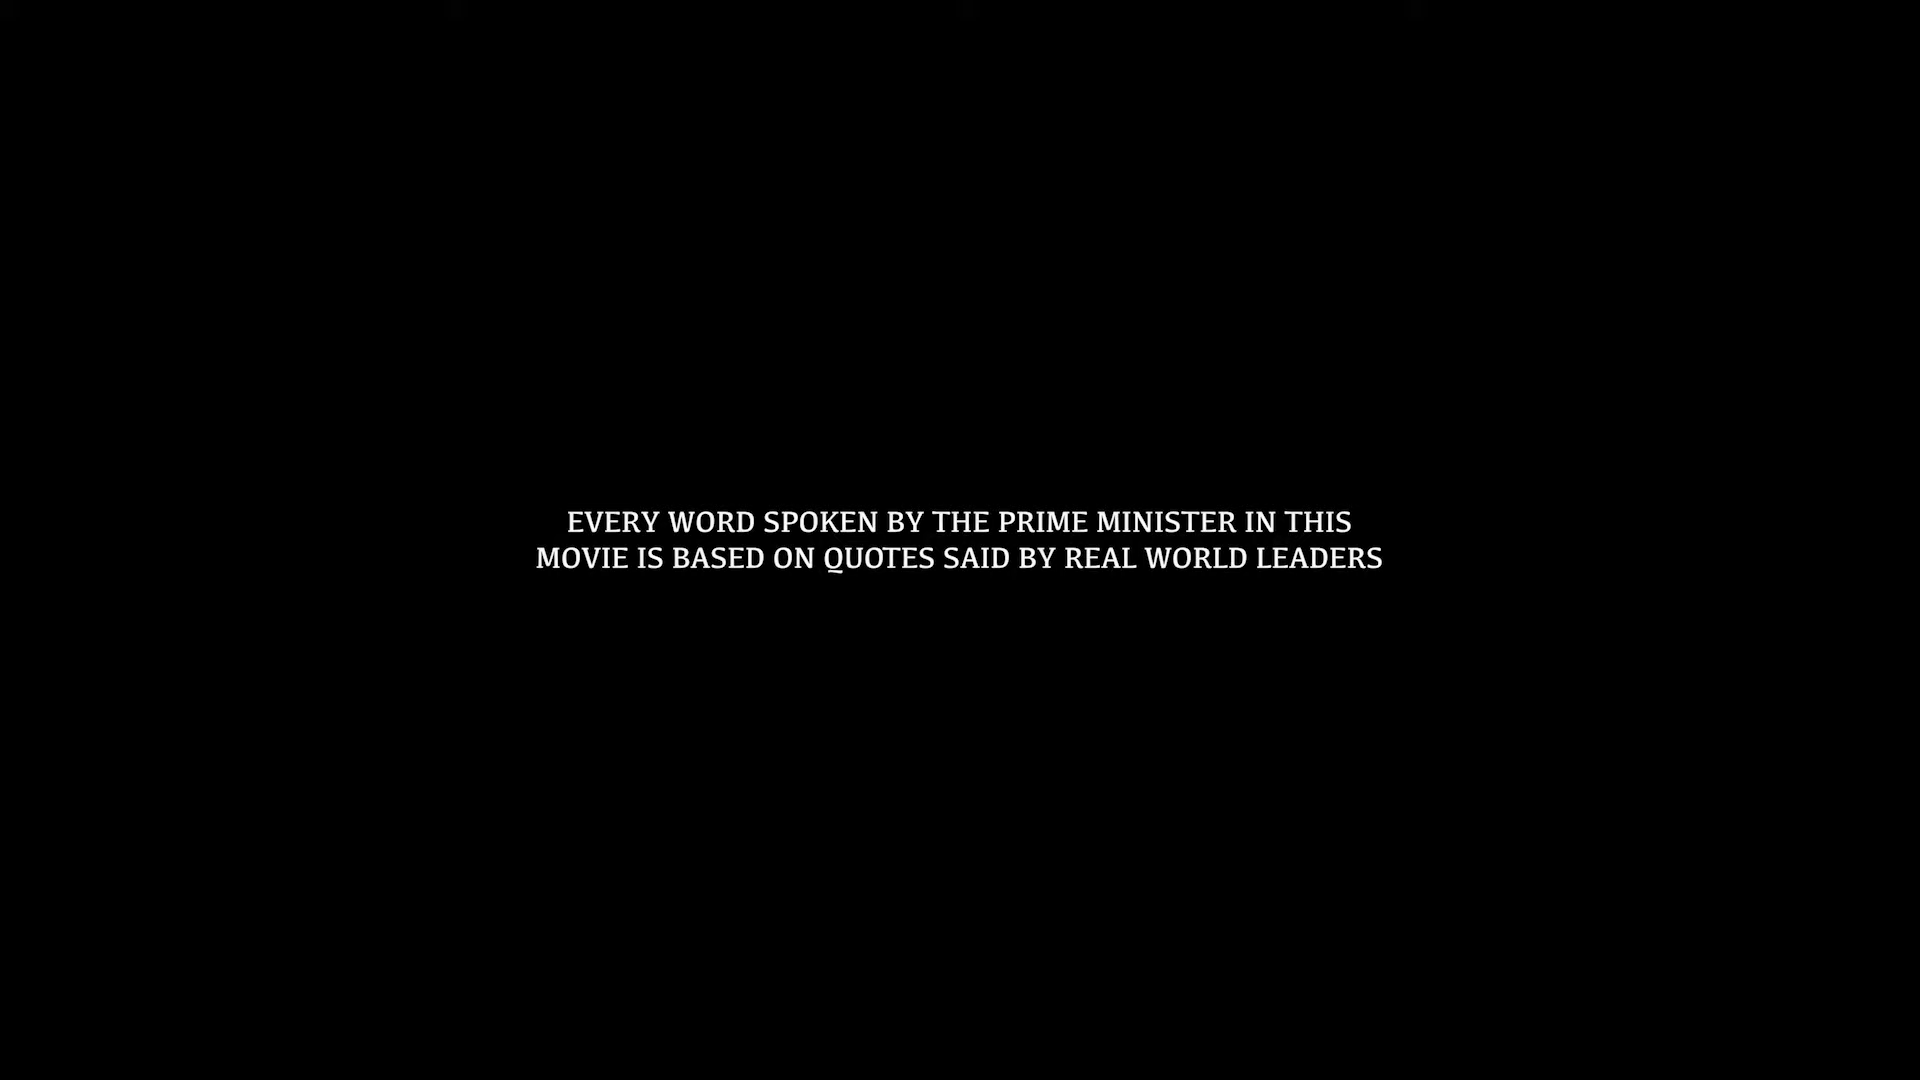 EVERY WORD SPOKEN BY THE PRIME MINISTER IN THIS
MOVIE IS BASED ON QUOTES SAID BY REAL WORLD LEADERS